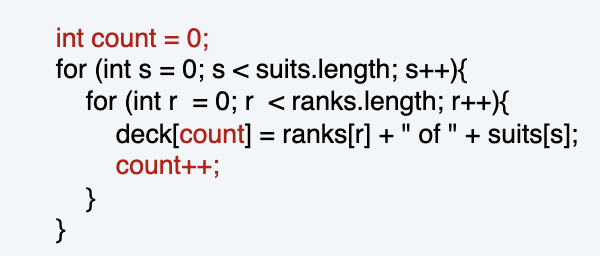 int count = 0;
for (int s = 0; s < suits.length; s++){
for (int r = 0; r < ranks.length; r++){
deck[count] = ranks[r] + " of " + suits[s];
count++;
}
}